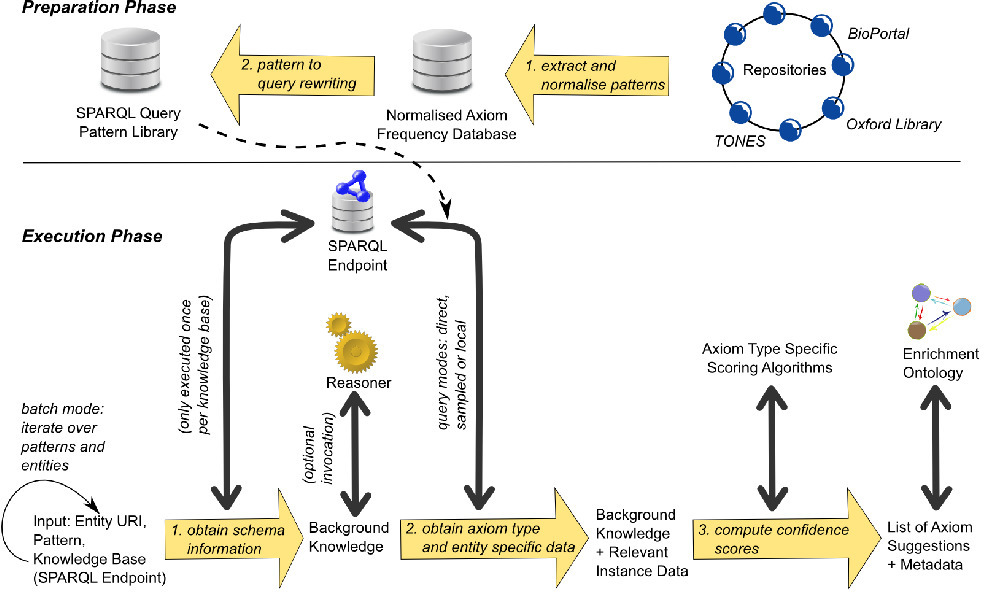 Preparation Phase
SPARQL Query
Pattern Library
2. pattern to
query rewriting
Normalised Axiom
Frequency Database
1. extract and
normalise patterns
Repositories
BioPortal
Oxford Library
TONES
Execution Phase
SPARQL
Endpoint
(only executed once
per knowledge base)
Reasoner
(optional
invocation)
query modes: direct,
sampled or local
Axiom Type Specific
Scoring Algorithms
Enrichment
Ontology
batch mode:
iterate over
patterns and
entities
Input: Entity URI,
Pattern,
Knowledge Base
(SPARQL Endpoint)
1. obtain schema
information
Background
Knowledge
2. obtain axiom type
and entity specific data
Background
Knowledge
+ Relevant
Instance Data
3. compute confidence
scores
List of Axiom
Suggestions
+ Metadata